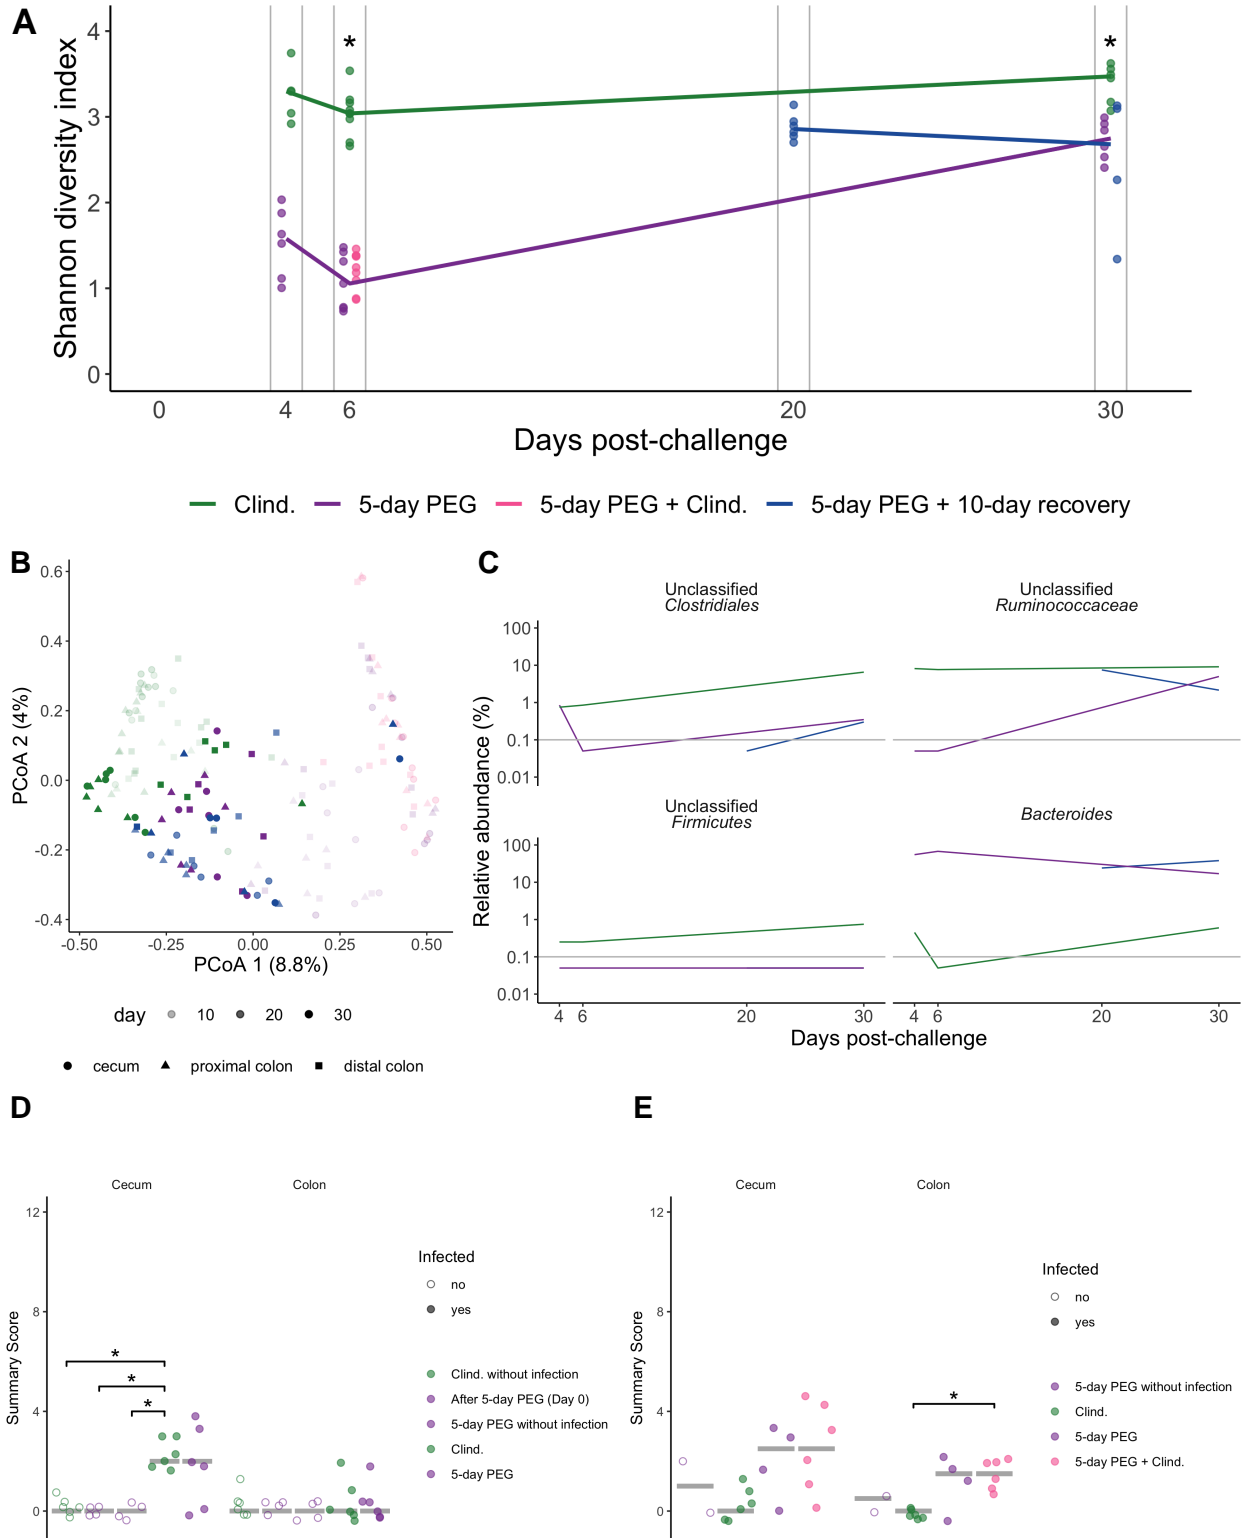 A
Shannon diversity index
4
3
2
1
0
*
*
0
4
6
20
30
Days post-challenge
Clind.
5-day PEG
5-day PEG + Clind.
5-day PEG + 10-day recovery
B
PCoA 2 (4%)
0.6
0.4
0.2
0.0
-0.2
-0.4
-0.50
-0.25
0.00
0.25
0.50
PCoA 1 (8.8%)
day
10
20
30
cecum
proximal colon
distal colon
C
Relative abundance (%)
Unclassified
Clostridiales
Unclassified
Ruminococcaceae
100
10
1
0.1
0.01
Unclassified
Firmicutes
Bacteroides
100
10
1
0.1
0.01
4
6
20
30
4
6
20
30
Days post-challenge
D
Cecum
Colon
Summary Score
12
8
4
0
*
*
*
Infected
no
yes
Clind. without infection
After 5-day PEG (Day 0)
5-day PEG without infection
Clind.
5-day PEG
E
Cecum
Colon
Summary Score
12
8
4
0
*
Infected
no
yes
5-day PEG without infection
Clind.
5-day PEG
5-day PEG + Clind.